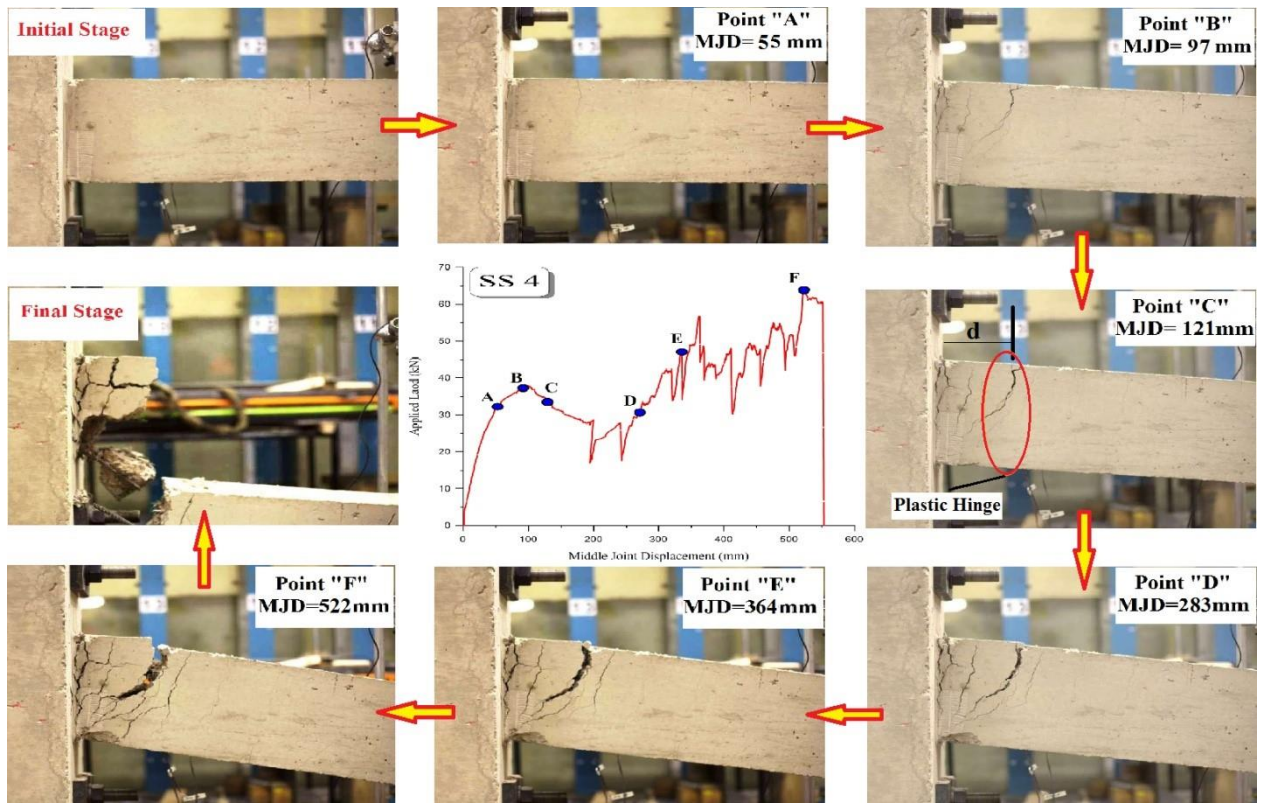 Initial Stage
Point "A"
MJD= 55 mm
Point "B"
MJD= 97 mm
Final Stage
SS 4
Applied Laod (kN)
70
60
50
40
30
20
10
0
A
B
C
D
E
F
0
100
200
300
400
500
600
Middle Joint Displacement (mm)
Point "C"
MJD= 121mm
d
Plastic Hinge
Point "F"
MJD=522mm
Point "E"
MJD=364mm
Point "D"
MJD=283mm